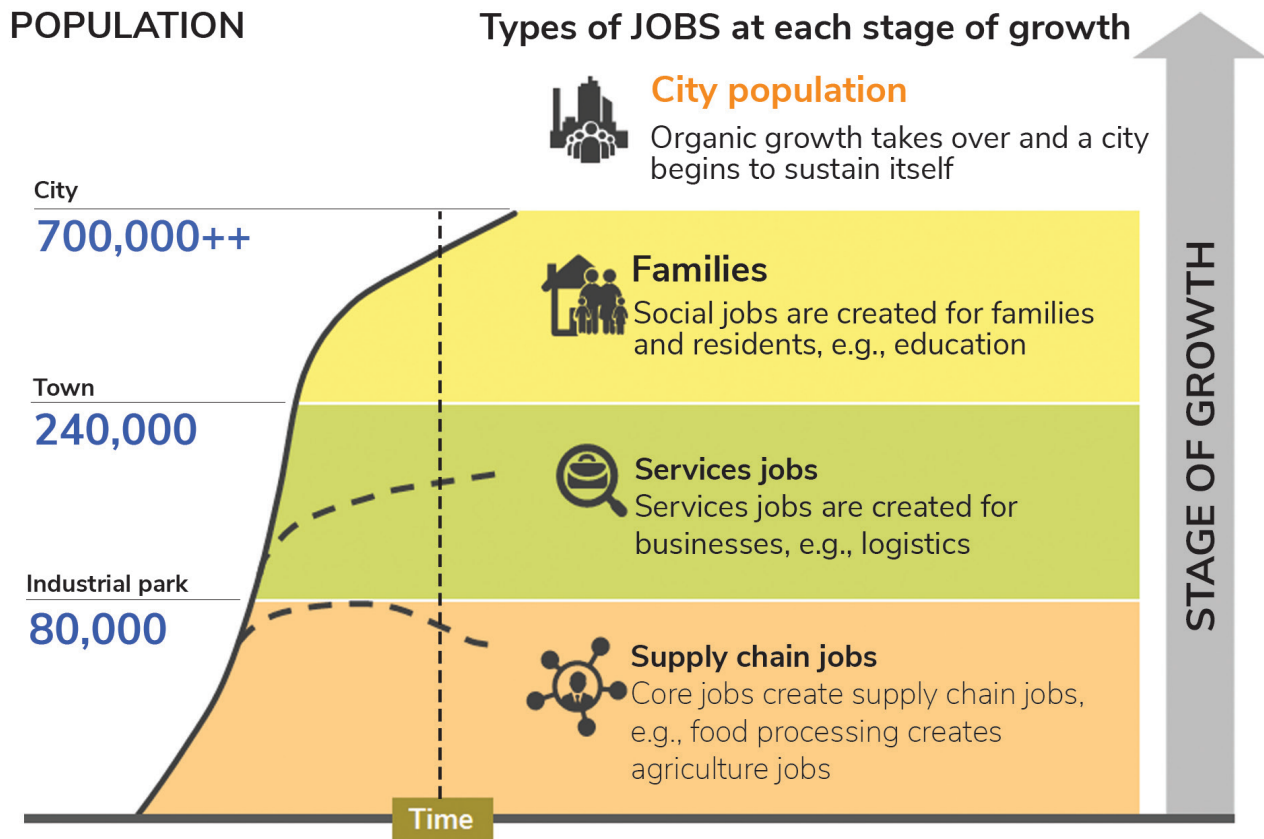 POPULATION
Types of JOBS at each stage of growth
City population
Organic growth takes over and a city
begins to sustain itself
City
700,000++
Families
Social jobs are created for families
and residents, e.g., education
Town
240,000
Services jobs
Services jobs are created for
businesses, e.g., logistics
Industrial park
80,000
Supply chain jobs
Core jobs create supply chain jobs,
e.g., food processing creates
agriculture jobs
Time
STAGE OF GROWTH